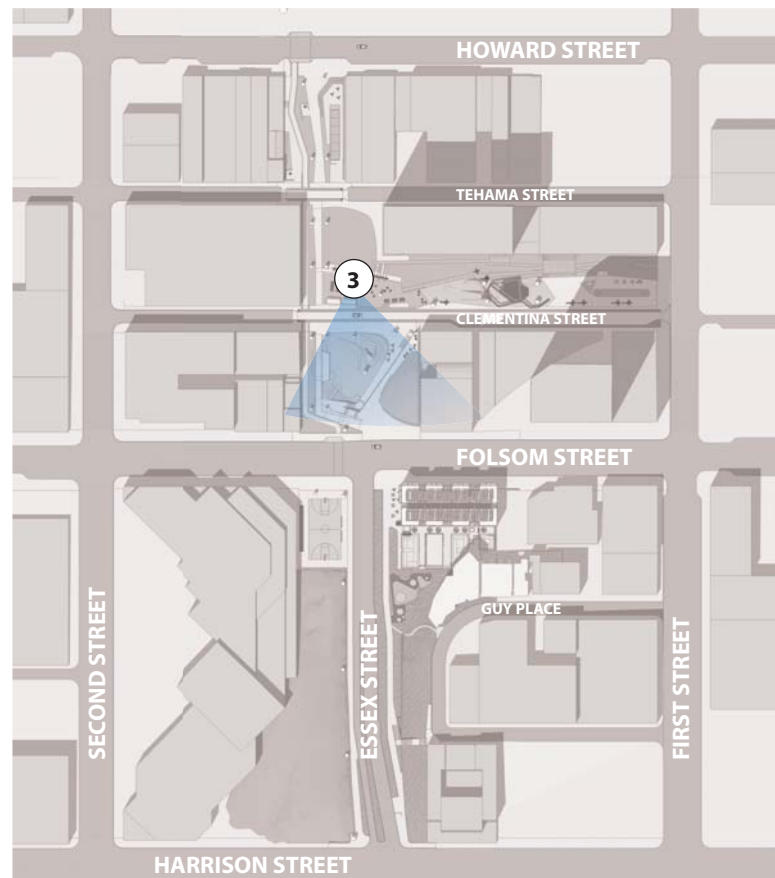 HOWARD STREET
TEHAMA STREET
3
CLEMENTINA STREET
FOLSOM STREET
GUY PLACE
SECOND STREET
ESSEX STREET
FIRST STREET
HARRISON STREET